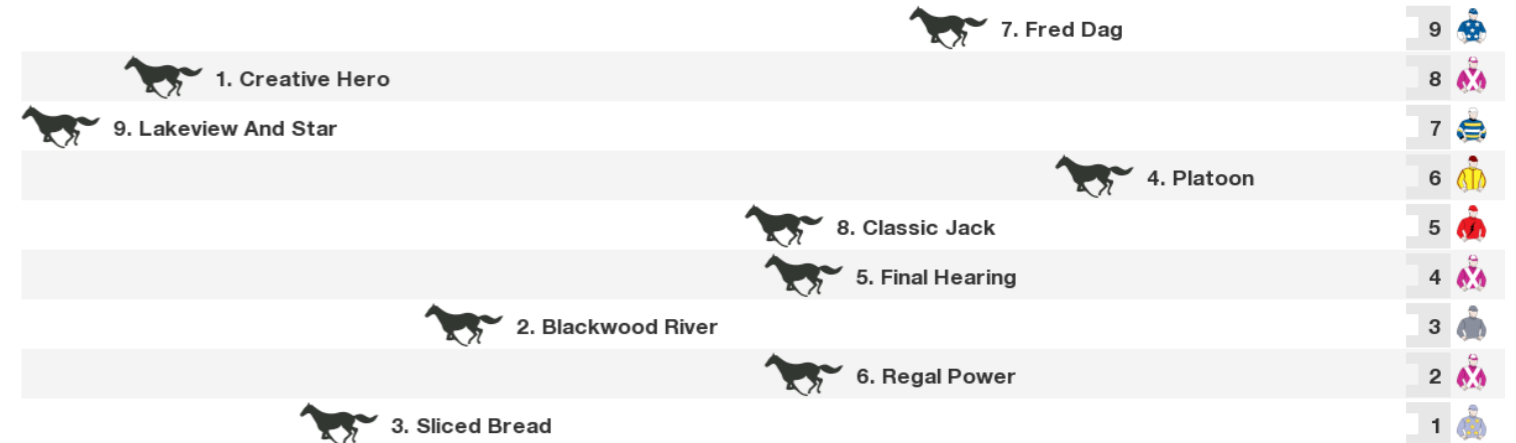 7. Fred Dag 9
1. Creative Hero 8
9. Lakeview And Star 7
4. Platoon 6
8. Classic Jack 5
5. Final Hearing 4
2. Blackwood River 3
6. Regal Power 2
3. Sliced Bread 1